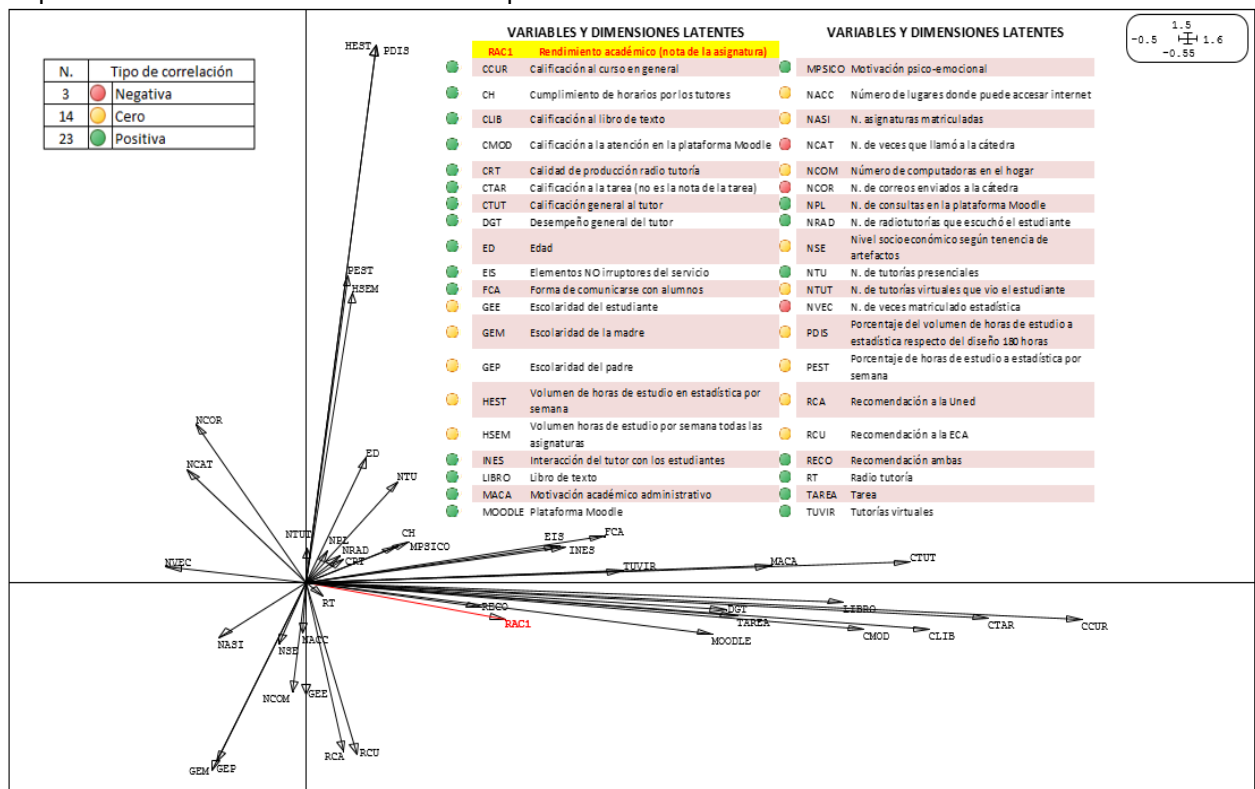 VARIABLES Y DIMENSIONES LATENTES
VARIABLES Y DIMENSIONES LATENTES
1.5
-0.5 1.6
-0.55
N. Tipo de correlación
3 Negativa
14 Cero
23 Positiva
RAC1 Rendimiento académico (nota de la asignatura)
CCUR Calificación al curso en general
CH Cumplimiento de horarios por los tutores
CLIB Calificación al libro de texto
CMOD Calificación a la atención en la plataforma Moodle
CRT Calidad de producción radio tutoría
CTAR Calificación a la tarea (no es la nota de la tarea)
CTUT Calificación general al tutor
DGT Desempeño general del tutor
ED Edad
EIS Elementos NO irruptores del servicio
FCA Forma de comunicarse con alumnos
GEE Escolaridad del estudiante
GEM Escolaridad de la madre
GEP Escolaridad del padre
HEST Volumen de horas de estudio en estadística por
semana
HSEM Volumen horas de estudio por semana todas las
asignaturas
INES Interacción del tutor con los estudiantes
LIBRO Libro de texto
MACA Motivación académico administrativo
MOODLE Plataforma Moodle
MPSICO Motivación psico-emocional
NACC Número de lugares donde puede accesar internet
NASI N. asignaturas matriculadas
NCAT N. de veces que llamó a la cátedra
NCOM Número de computadoras en el hogar
NCOR N. de correos enviados a la cátedra
NPL N. de consultas en la plataforma Moodle
NRAD N. de radiotutorías que escuchó el estudiante
NSE Nivel socioeconómico según tenencia de
artefactos
NTU N. de tutorías presenciales
NTUT N. de tutorías virtuales que vio el estudiante
NVEC N. de veces matriculado estadística
PDIS Porcentaje del volumen de horas de estudio a
estadística respecto del diseño 180 horas
PEST Porcentaje de horas de estudio a estadística por
semana
RCA Recomendación a la Uned
RCU Recomendación a la ECA
RECO Recomendación ambas
RT Radio tutoría
TAREA Tarea
TUVIR Tutorías virtuales
HEST
PDIS
PEST
HSEM
NCOR
NCAT
ED
NTU
NTUT
NPL
NRAD
CRT
CH
MPSICO
EIS
INES
FCA
NVEC
TUVIR
MACA
CTUT
RT
RECO
RAC1
DGT
TAREA
LIBRO
MOODLE
CMOD
CLIB
CTAR
CCUR
NASI
NSE
NACC
NCOM
GEE
RCA
RCU
GEM
GEP